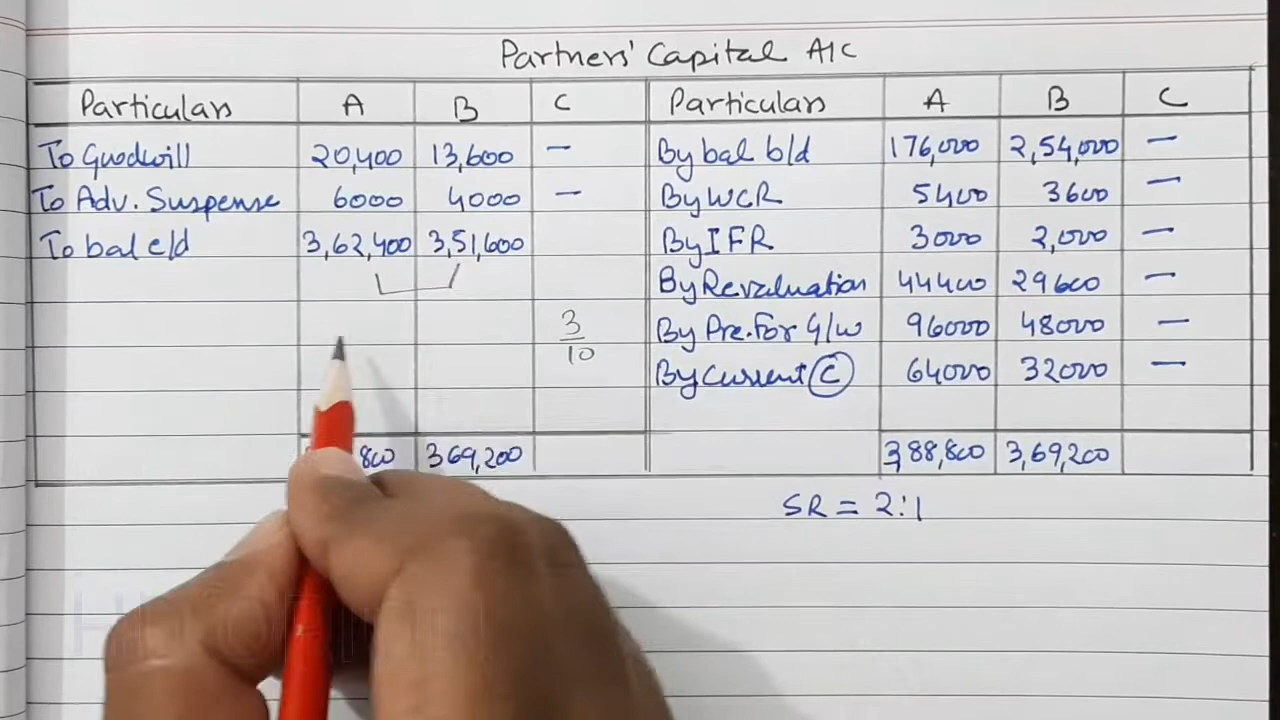 Partners' Capital A/C
Particulars A B C Particulars A B C
To Goodwill 20,400 13,600 — By bal b/d 176,000 2,54,000 —
To Adv. Suspense 6000 4000 — By WCR 5400 3600 —
To bal c/d 3,62,400 3,51,600 By IFR 3000 2,000 —
By Revaluation 44400 29600 —
3/10 By Pre. For G/w 96000 48000 —
By Current C 64000 32000 —
800 369,200 3,88,800 3,69,200
SR = 2:1